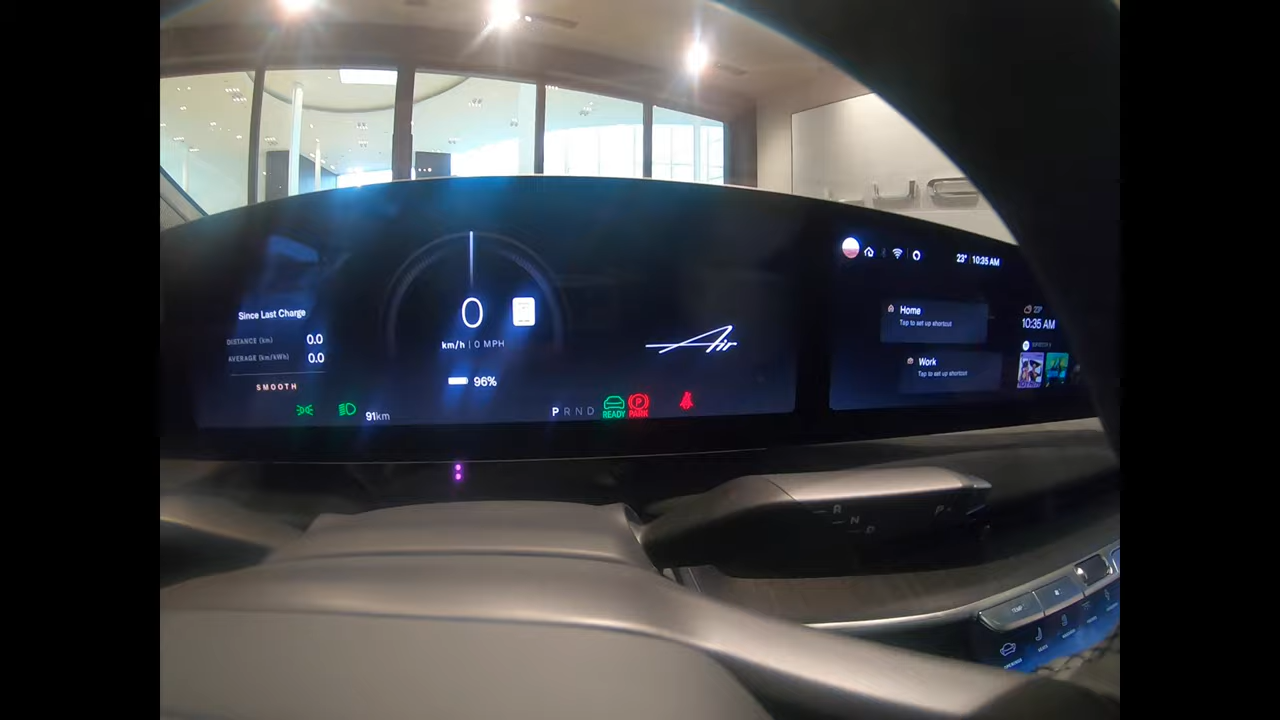 Since Last Charge
DISTANCE (km) 0.0
AVERAGE (km/kWh) 0.0
SMOOTH
91km
0
km/h | 0 MPH
96%
P R N D
READY
PARK
Air
23° 10:35 AM
Home
Tap to set up shortcut
Work
Tap to set up shortcut
23°
10:35 AM
R
N
D
P
TEMP